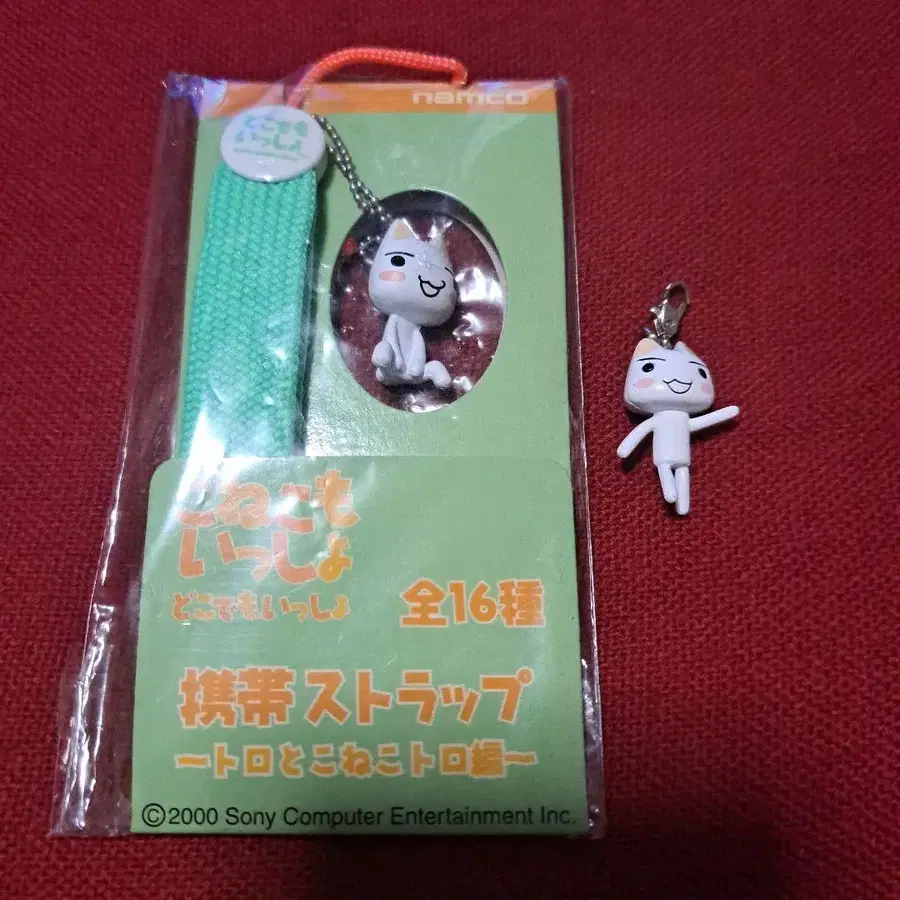 namco
どこでも
いっしょ
こねこも
いっしょ
どこでもいっしょ
全16種
携帯ストラップ
〜トロとこねこトロ編〜
©2000 Sony Computer Entertainment Inc.